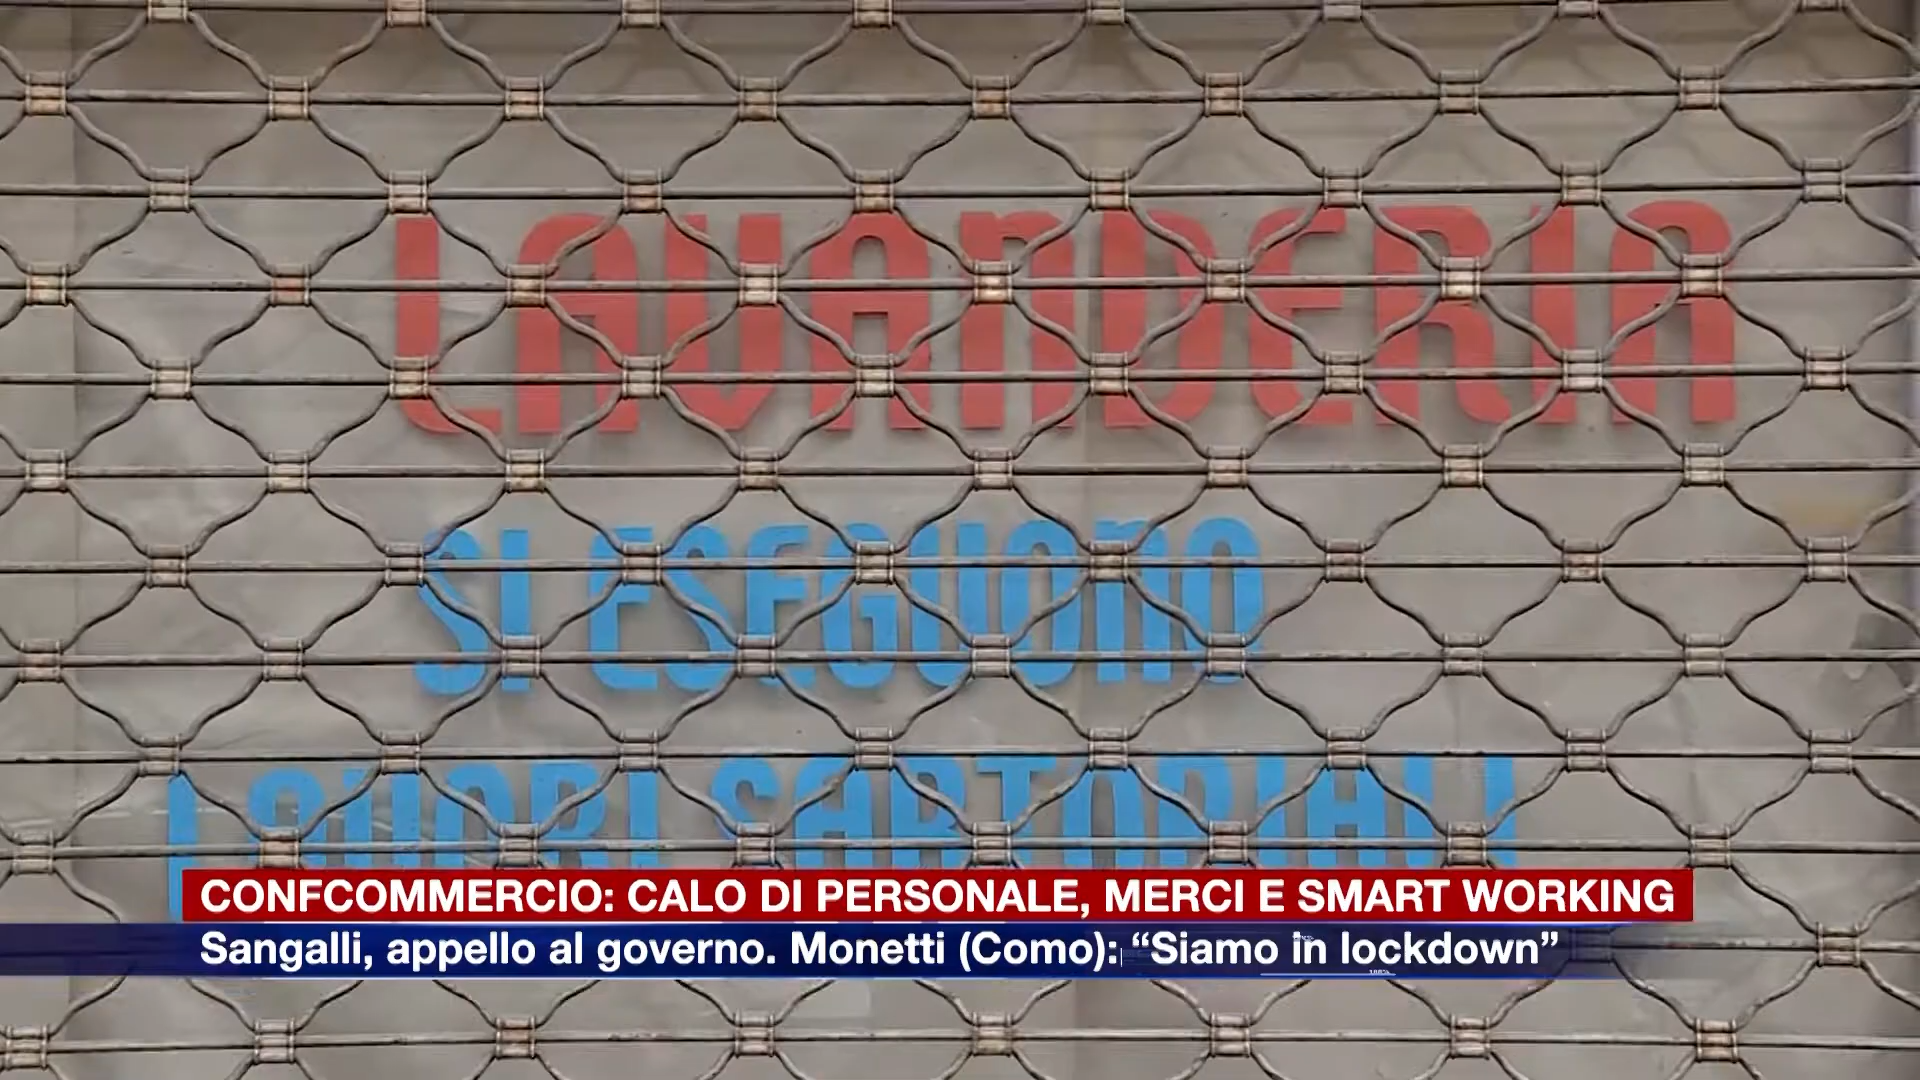 LAVANDERIA
SI ESEGUONO
LAVORI SARTORIALI
CONFCOMMERCIO: CALO DI PERSONALE, MERCI E SMART WORKING
Sangalli, appello al governo. Monetti (Como): “Siamo in lockdown”